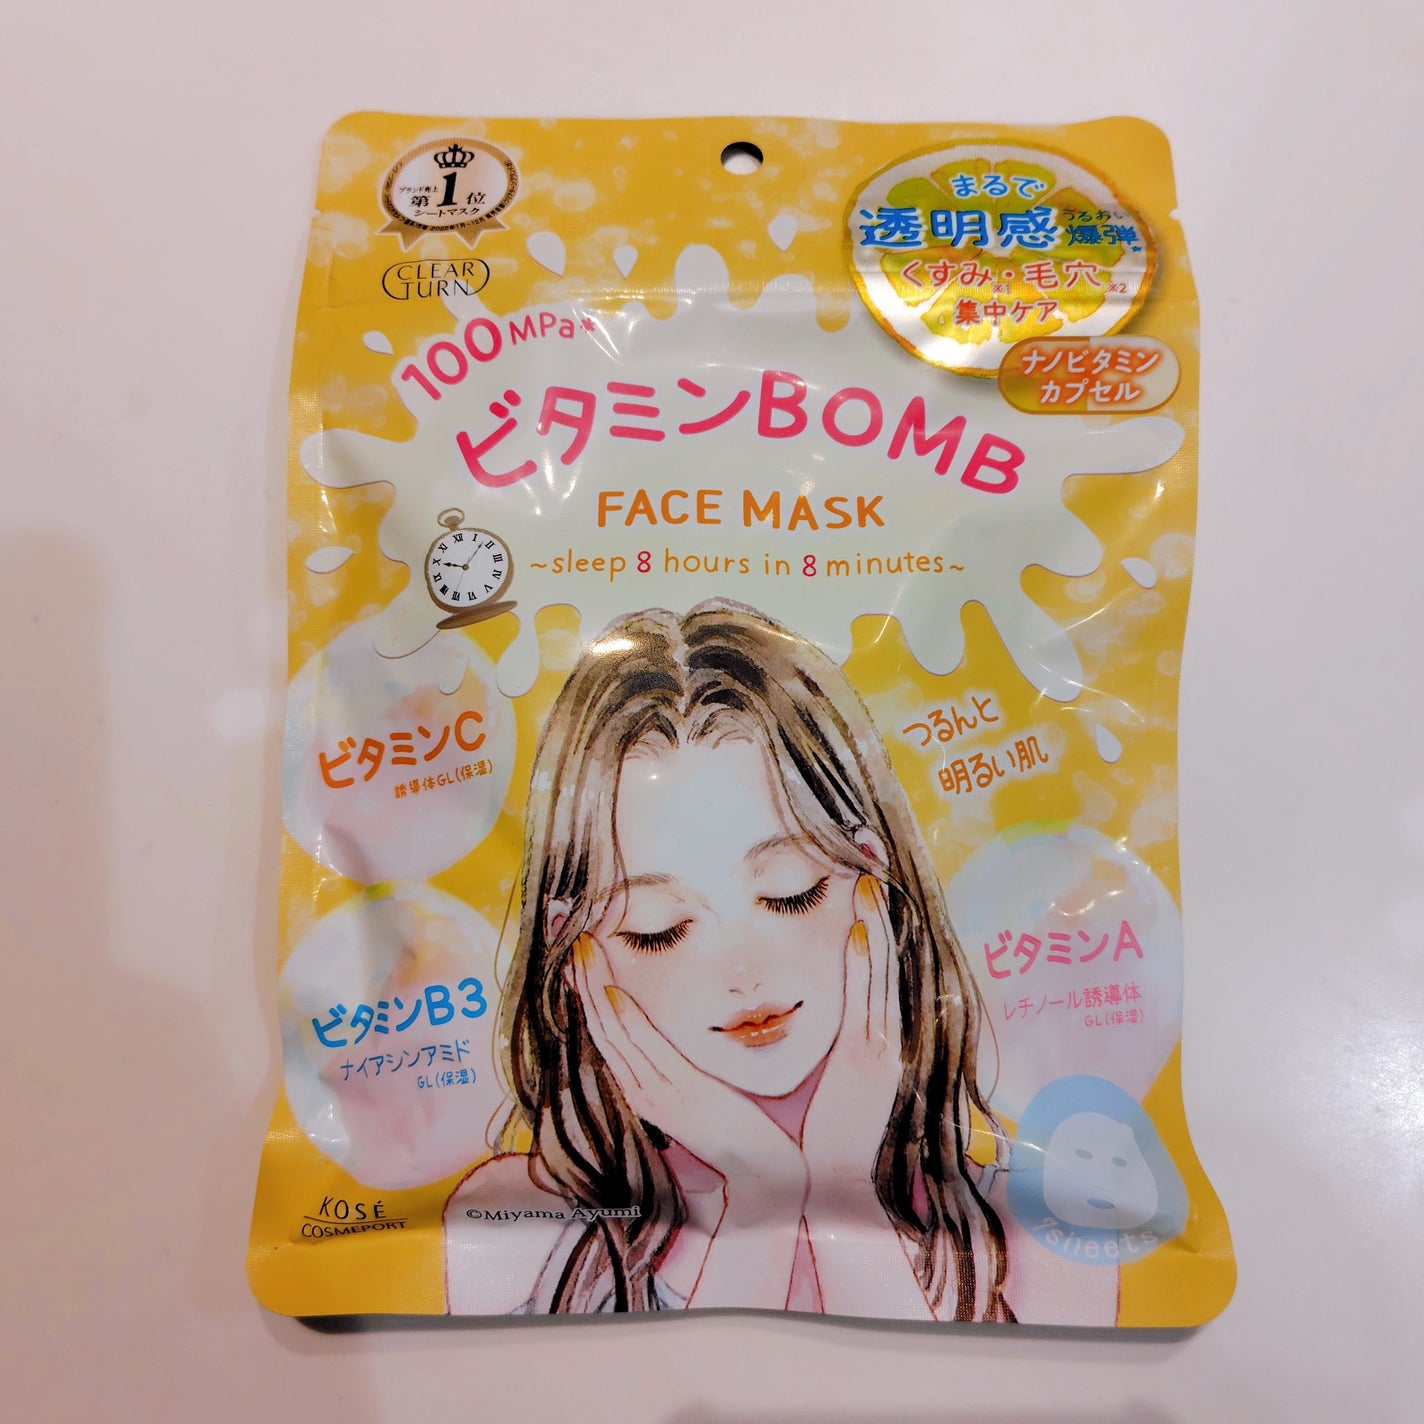 ブランド売上
第1位
シートマスク
CLEAR
TURN
まるで
透明感うるおい爆弾*
くすみ※1・毛穴※2
集中ケア
ナノビタミン
カプセル
100MPa*
ビタミンBOMB
FACE MASK
~sleep 8 hours in 8 minutes~
つるんと
明るい肌
ビタミンC
誘導体GL(保湿)
ビタミンA
レチノール誘導体
GL(保湿)
ビタミンB3
ナイアシンアミド
GL(保湿)
KOSÉ
COSMEPORT
©Miyama Ayumi
7sheets